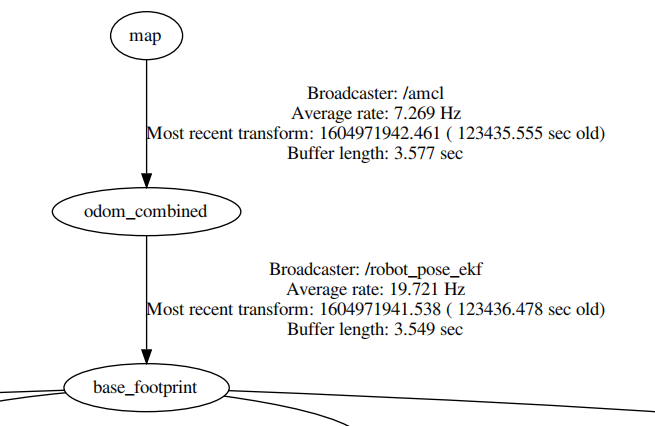 map
Broadcaster: /amcl
Average rate: 7.269 Hz
Most recent transform: 1604971942.461 ( 123435.555 sec old)
Buffer length: 3.577 sec
odom_combined
Broadcaster: /robot_pose_ekf
Average rate: 19.721 Hz
Most recent transform: 1604971941.538 ( 123436.478 sec old)
Buffer length: 3.549 sec
base_footprint